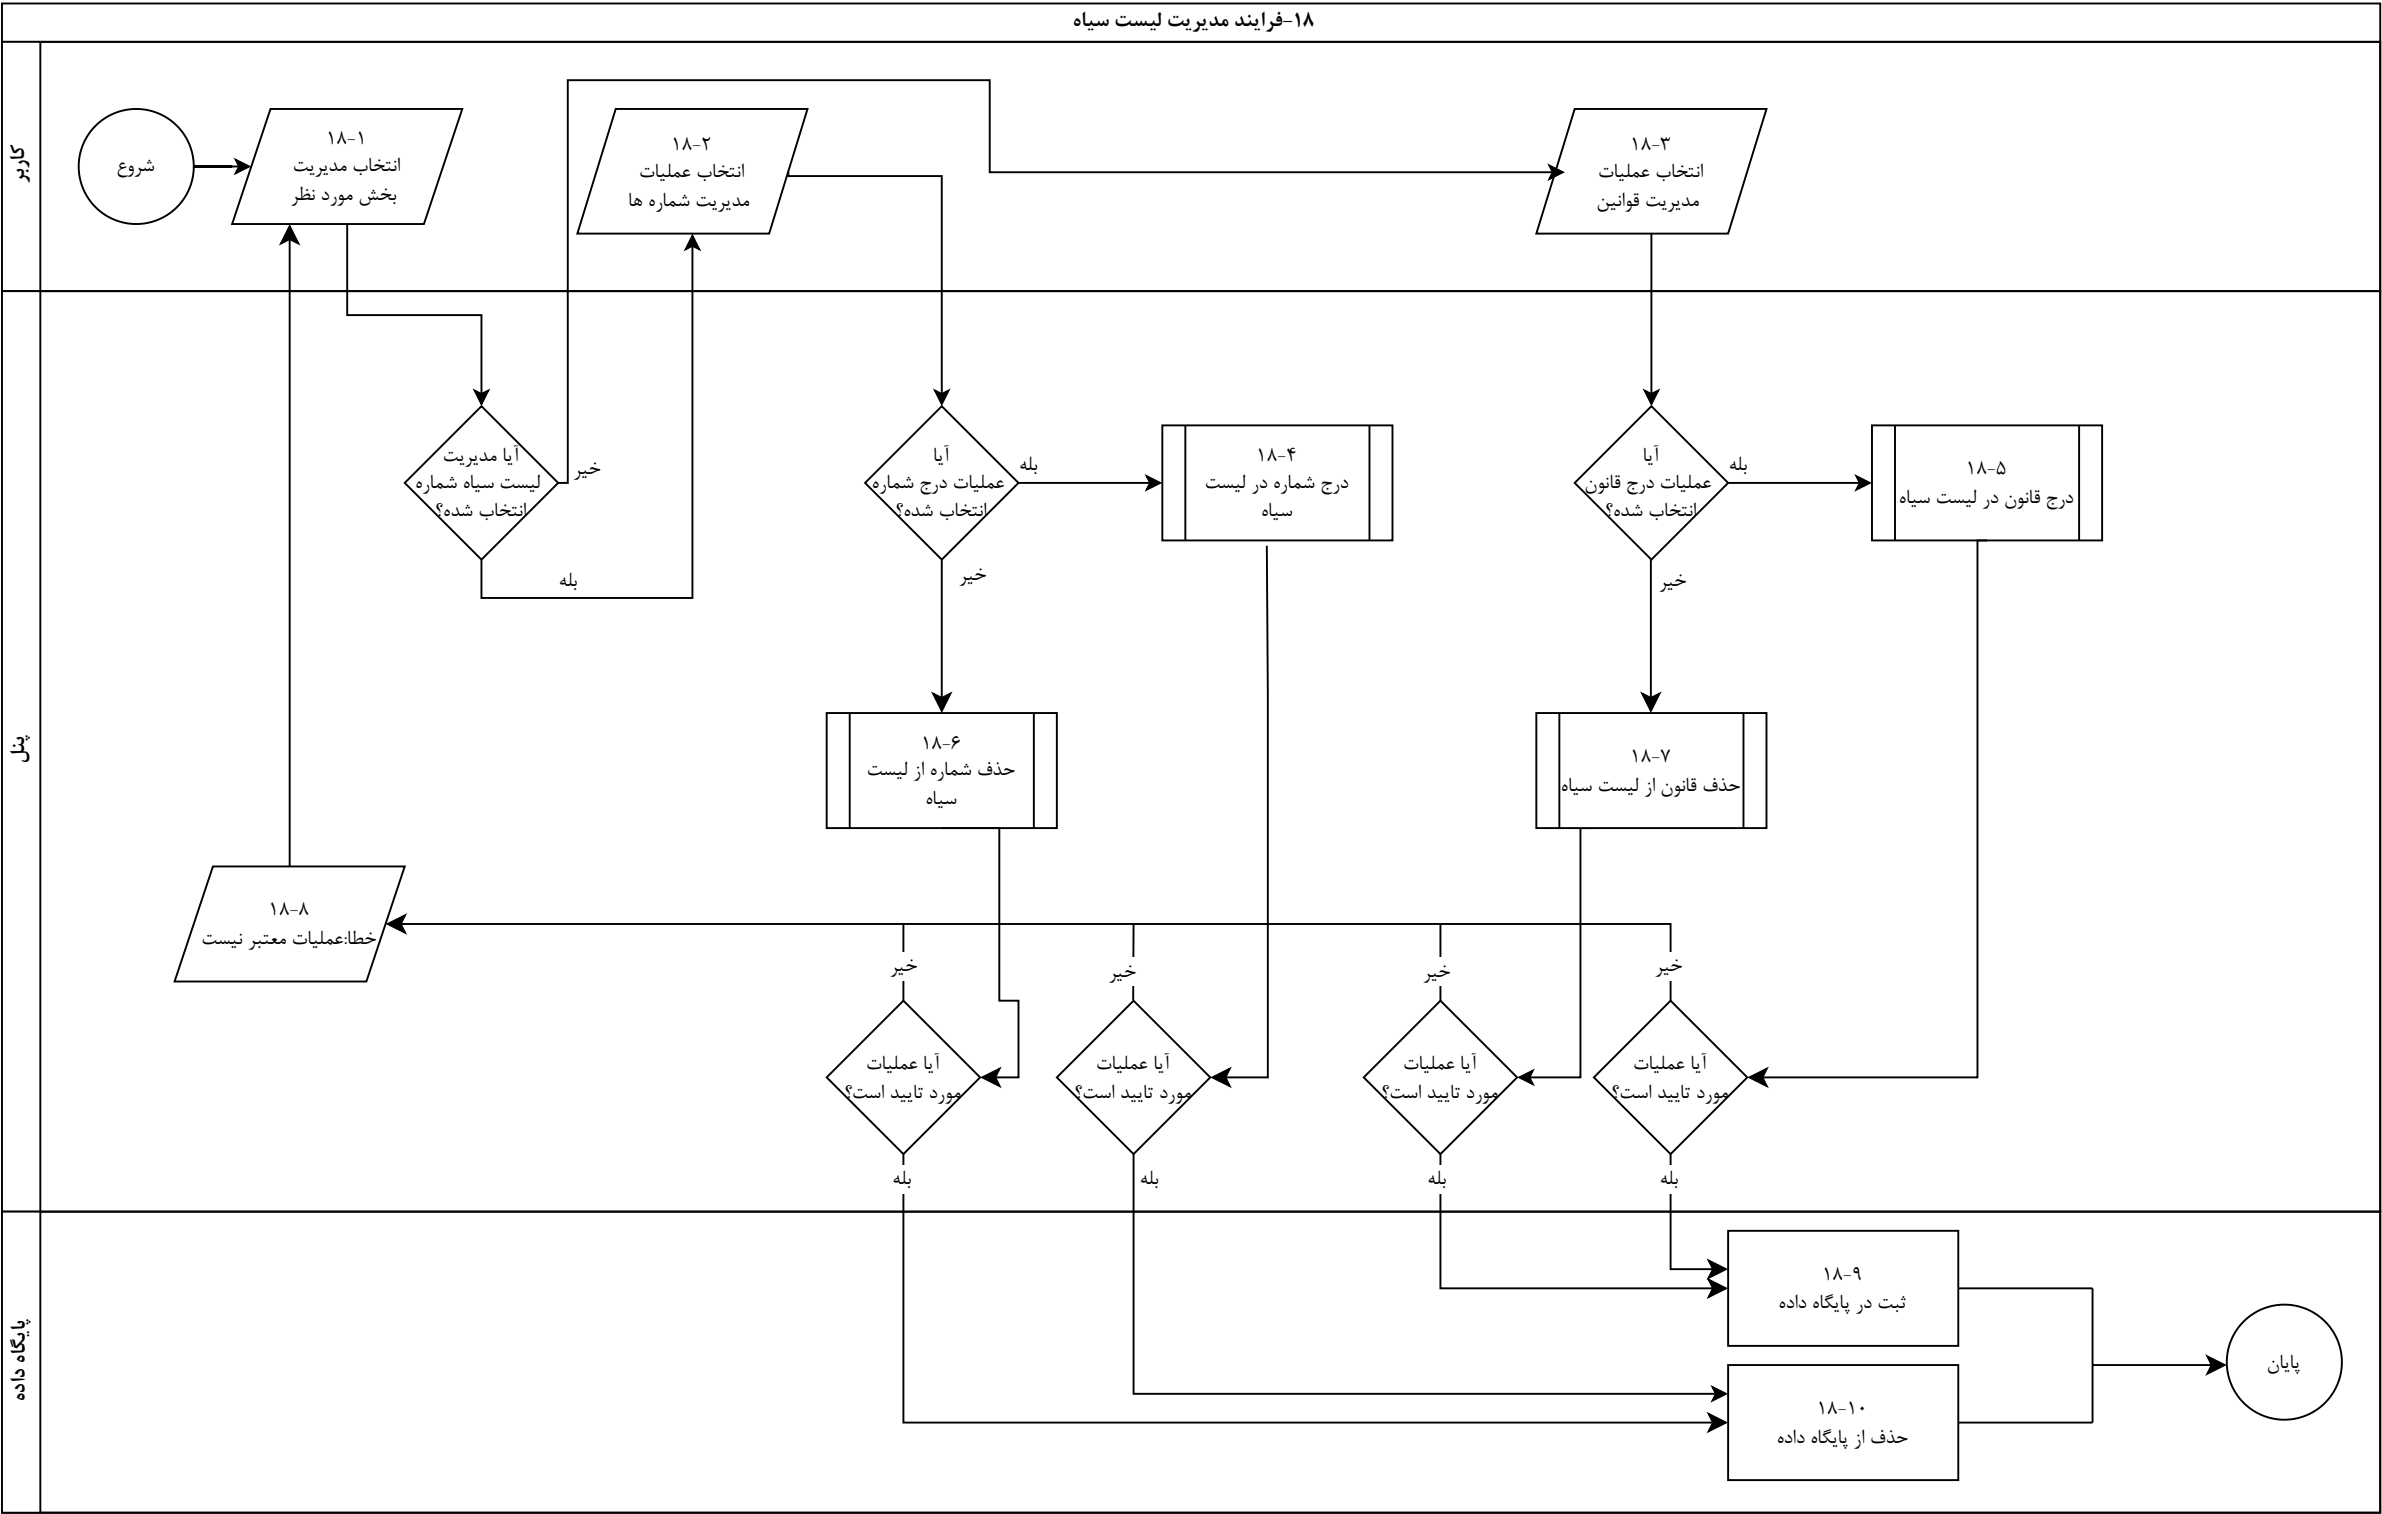 ۱۸-فرایند مدیریت لیست سیاه
کاربر
شروع
۱۸-۱
انتخاب مدیریت
بخش مورد نظر
۱۸-۲
انتخاب عملیات
مدیریت شماره ها
۱۸-۳
انتخاب عملیات
مدیریت قوانین
پنل
آیا مدیریت
لیست سیاه شماره
انتخاب شده؟
خیر
بله
آیا
عملیات درج شماره
انتخاب شده؟
بله
خیر
۱۸-۴
درج شماره در لیست
سیاه
آیا
عملیات درج قانون
انتخاب شده؟
بله
خیر
۱۸-۵
درج قانون در لیست سیاه
۱۸-۶
حذف شماره از لیست
سیاه
۱۸-۷
حذف قانون از لیست سیاه
۱۸-۸
خطا:عملیات معتبر نیست
خیر
خیر
خیر
خیر
آیا عملیات
مورد تایید است؟
آیا عملیات
مورد تایید است؟
آیا عملیات
مورد تایید است؟
آیا عملیات
مورد تایید است؟
بله
بله
بله
بله
پایگاه داده
۱۸-۹
ثبت در پایگاه داده
۱۸-۱۰
حذف از پایگاه داده
پایان